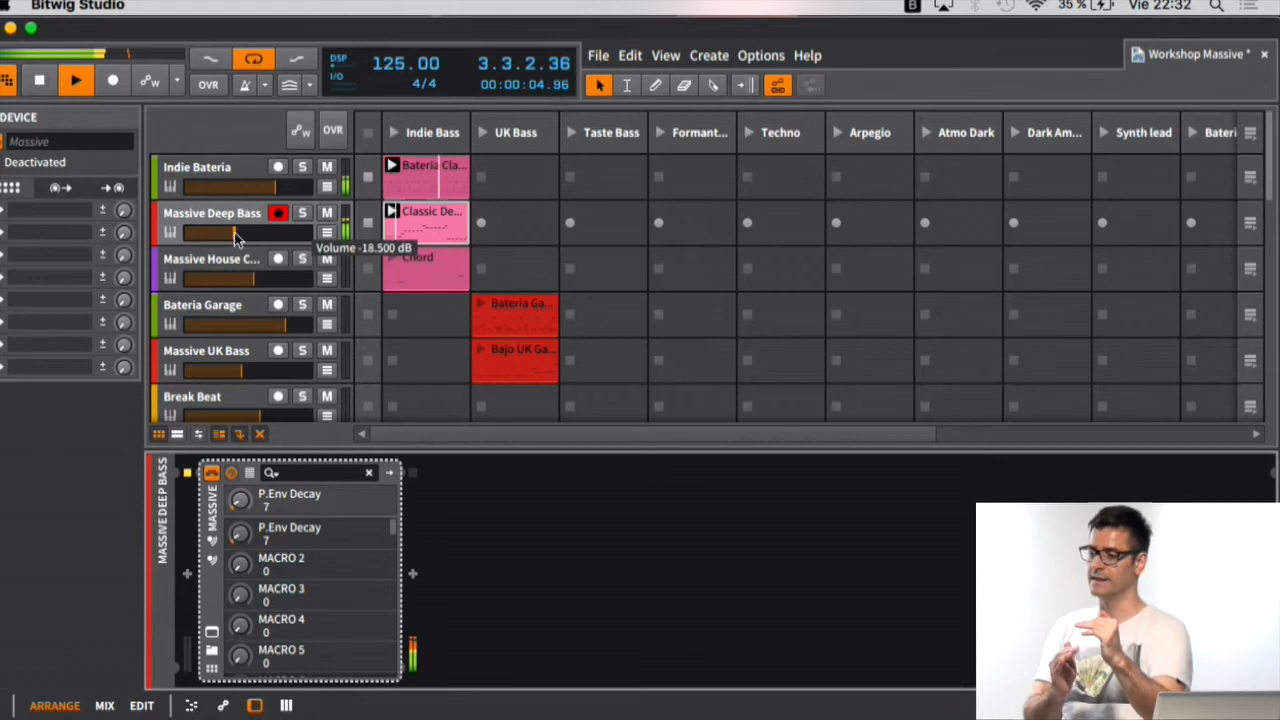 Bitwig Studio
35 %
Vie 22:32
DSP
I/O
125.00
4/4
3.3.2.36
00:00:04.96
File Edit View Create Options Help
Workshop Massive *
OVR
DEVICE
Massive
Deactivated
OVR
Indie Bass
UK Bass
Taste Bass
Formant...
Techno
Arpegio
Atmo Dark
Dark Am...
Synth lead
Bateri
Indie Bateria
S M
Bateria Cla...
Massive Deep Bass
S M
Classic De...
Volume -18.500 dB
Massive House C...
S M
Chord
Bateria Garage
S M
Bateria Ga...
Massive UK Bass
S M
Bajo UK Ga...
Break Beat
S M
MASSIVE DEEP BASS
MASSIVE
P.Env Decay
7
P.Env Decay
7
MACRO 2
0
MACRO 3
0
MACRO 4
0
MACRO 5
0
ARRANGE MIX EDIT